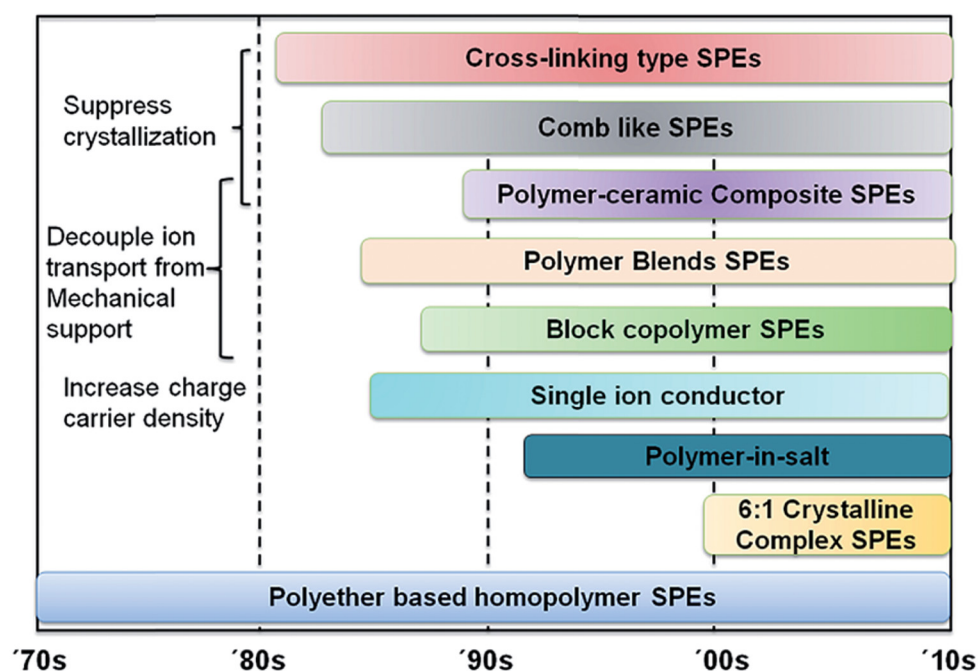 Cross-linking type SPEs
Suppress
crystallization
Comb like SPEs
Polymer-ceramic Composite SPEs
Decouple ion
transport from
Mechanical
support
Polymer Blends SPEs
Block copolymer SPEs
Increase charge
carrier density
Single ion conductor
Polymer-in-salt
6:1 Crystalline
Complex SPEs
Polyether based homopolymer SPEs
´70s ´80s ´90s ´00s ´10s